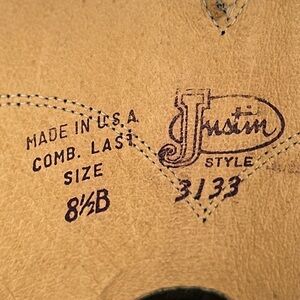 MADE IN U.S.A.
COMB. LAST
SIZE
8½B
Justin
STYLE
3133